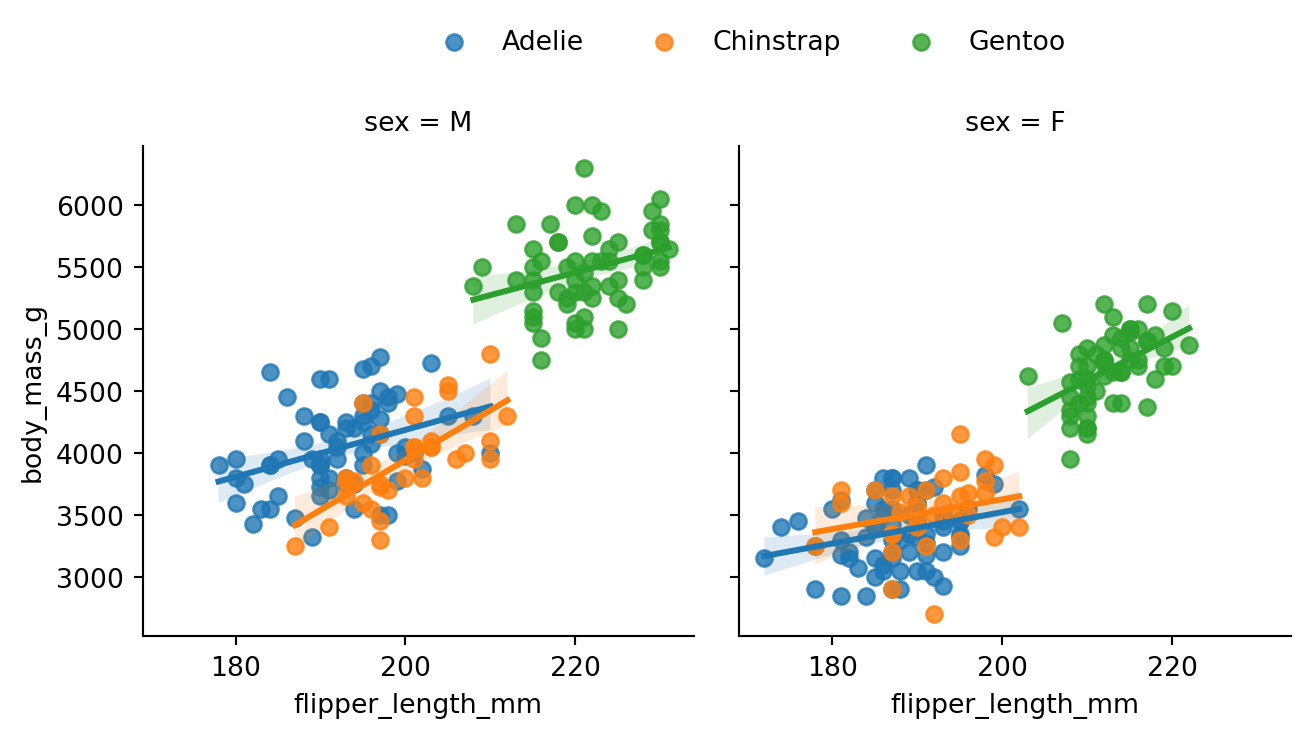 Adelie Chinstrap Gentoo
sex = M
sex = F
body_mass_g
6000
5500
5000
4500
4000
3500
3000
180 200 220
180 200 220
flipper_length_mm
flipper_length_mm